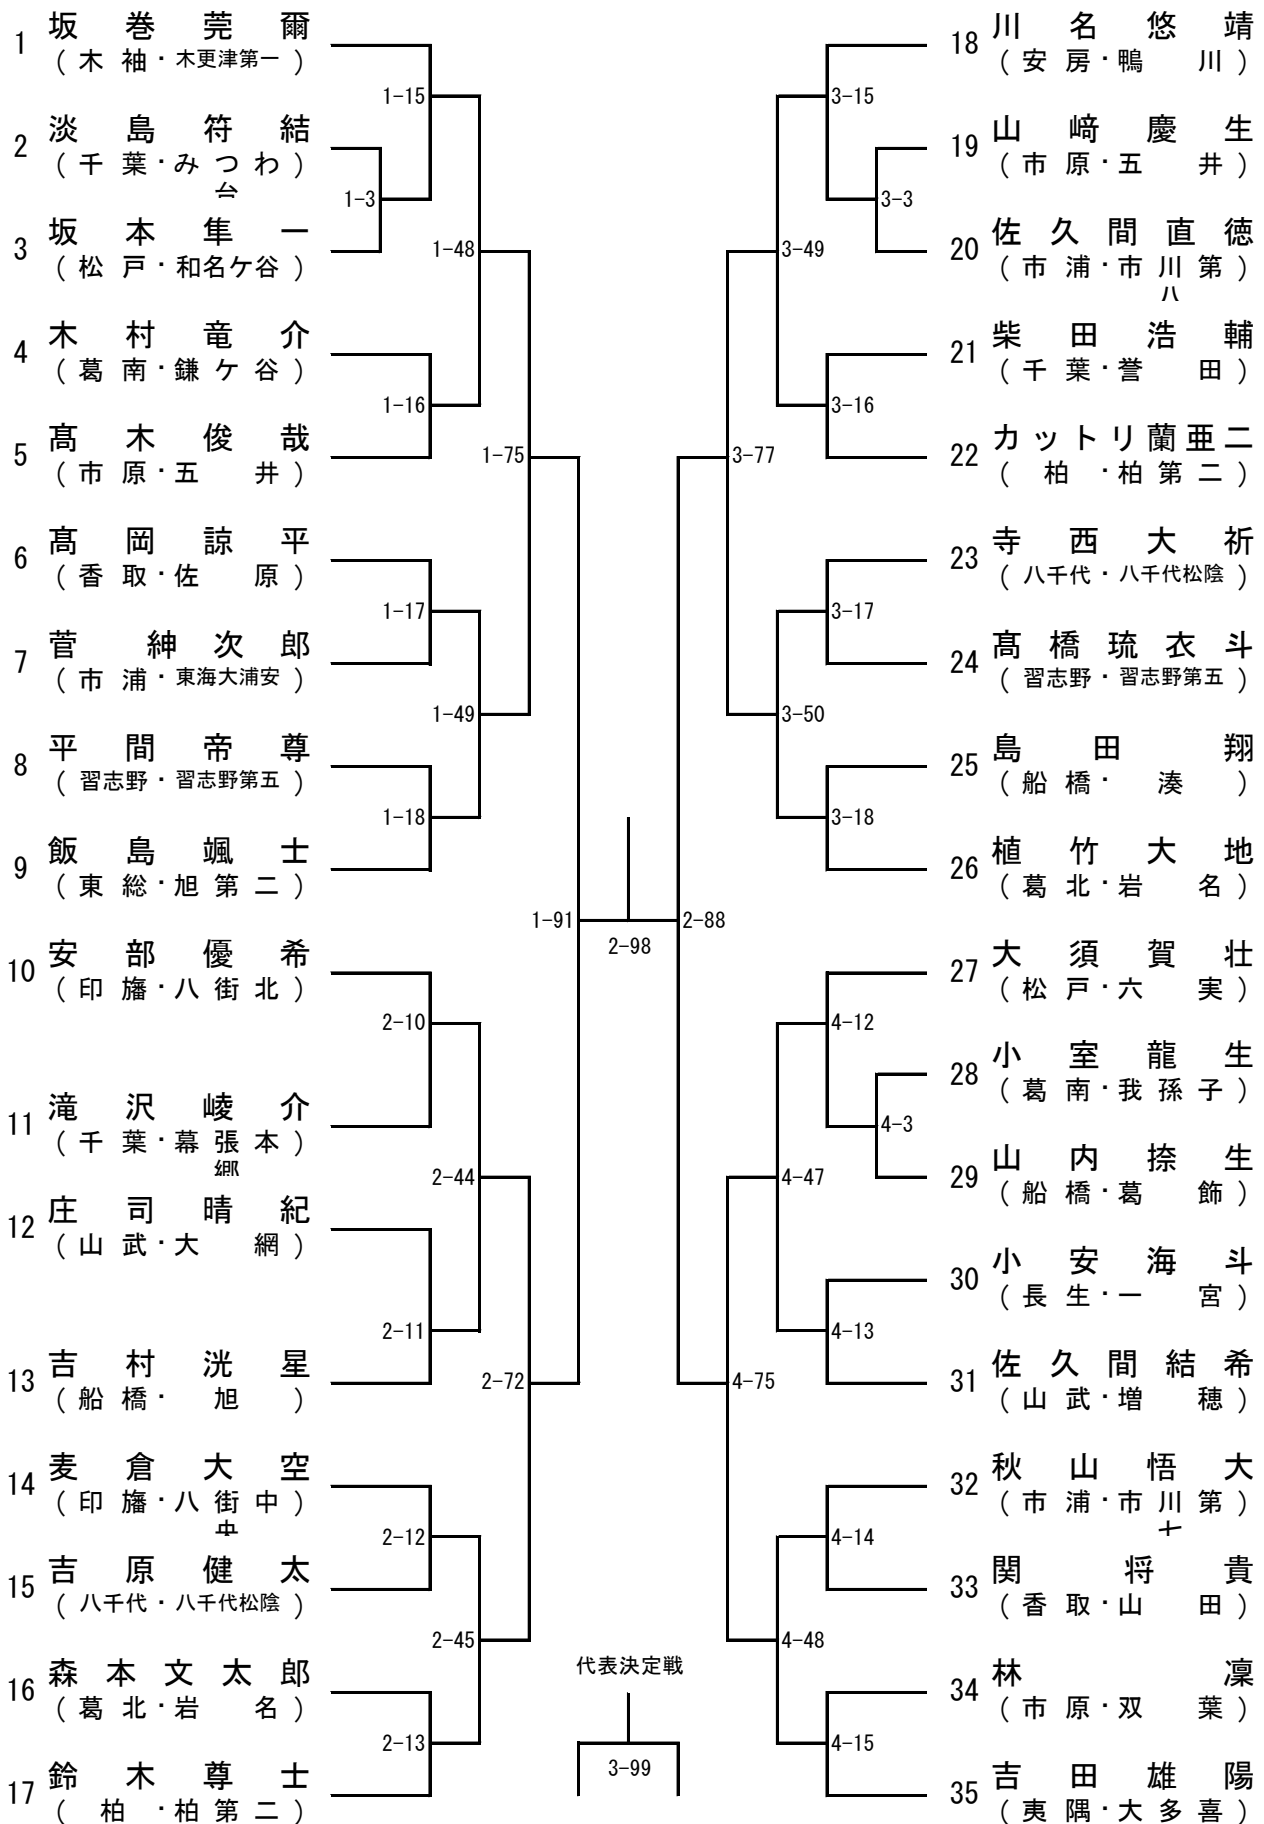 1 坂巻莞爾
(木袖・木更津第一)
1-15
2 淡島符結
(千葉・みつわ台)
1-3
3 坂本隼一
(松戸・和名ケ谷)
1-48
4 木村竜介
(葛南・鎌ケ谷)
1-16
5 髙木俊哉
(市原・五井)
1-75
6 髙岡諒平
(香取・佐原)
1-17
7 菅紳次郎
(市浦・東海大浦安)
1-49
8 平間帝尊
(習志野・習志野第五)
1-18
9 飯島颯士
(東総・旭第二)
1-91
10 安部優希
(印旛・八街北)
2-10
11 滝沢崚介
(千葉・幕張本郷)
2-44
12 庄司晴紀
(山武・大網)
2-11
13 吉村洸星
(船橋・旭)
2-72
14 麦倉大空
(印旛・八街中央)
2-12
15 吉原健太
(八千代・八千代松陰)
2-45
16 森本文太郎
(葛北・岩名)
2-13
17 鈴木尊士
(柏・柏第二)
2-98
代表決定戦
3-99
18 川名悠靖
(安房・鴨川)
3-15
19 山﨑慶生
(市原・五井)
3-3
20 佐久間直徳
(市浦・市川第八)
3-49
21 柴田浩輔
(千葉・誉田)
3-16
22 カットリ蘭亜二
(柏・柏第二)
3-77
23 寺西大祈
(八千代・八千代松陰)
3-17
24 髙橋琉衣斗
(習志野・習志野第五)
3-50
25 島田翔
(船橋・湊)
3-18
26 植竹大地
(葛北・岩名)
2-88
27 大須賀壮
(松戸・六実)
4-12
28 小室龍生
(葛南・我孫子)
4-3
29 山内捺生
(船橋・葛飾)
4-47
30 小安海斗
(長生・一宮)
4-13
31 佐久間結希
(山武・増穂)
4-75
32 秋山悟大
(市浦・市川第七)
4-14
33 関将貴
(香取・山田)
4-48
34 林凜
(市原・双葉)
4-15
35 吉田雄陽
(夷隅・大多喜)